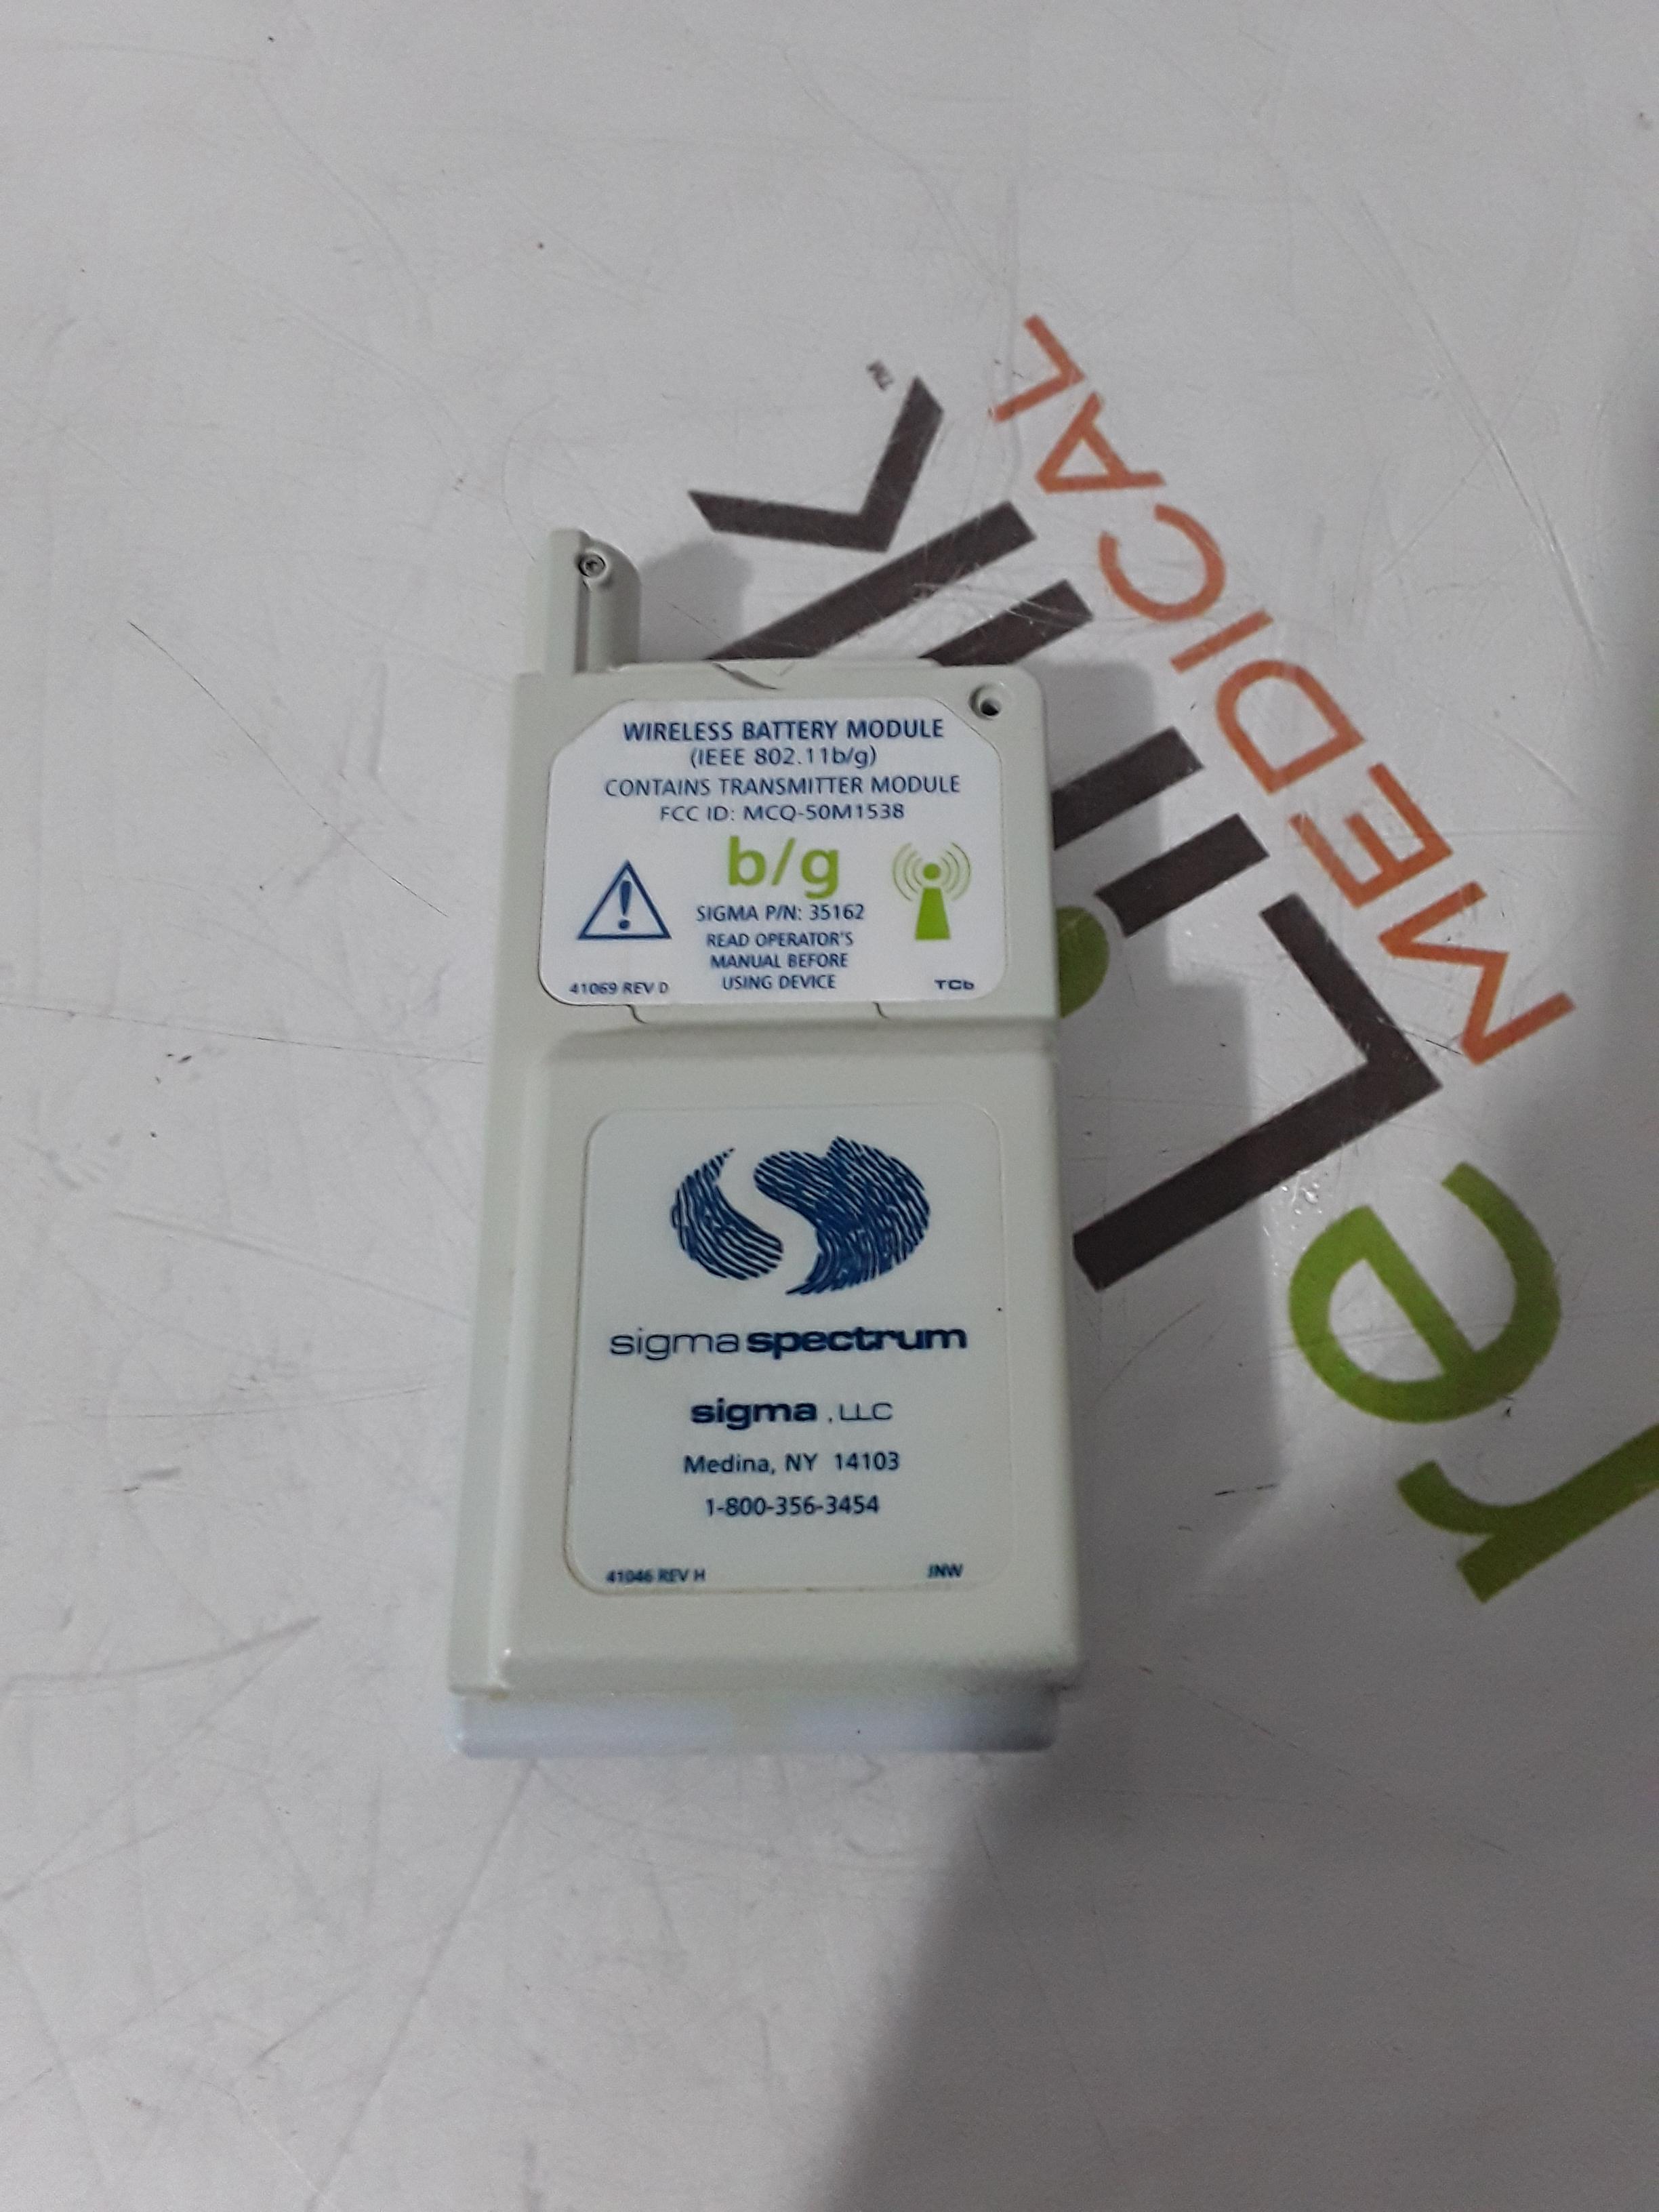 WIRELESS BATTERY MODULE
(IEEE 802.11b/g)
CONTAINS TRANSMITTER MODULE
FCC ID: MCQ-50M1538
b/g
SIGMA P/N: 35162
READ OPERATOR'S
MANUAL BEFORE
USING DEVICE
41069 REV D
TCb
sigma spectrum
sigma, LLC
Medina, NY 14103
1-800-356-3454
41046 REV H
JNW
MEDICAL
TM
er